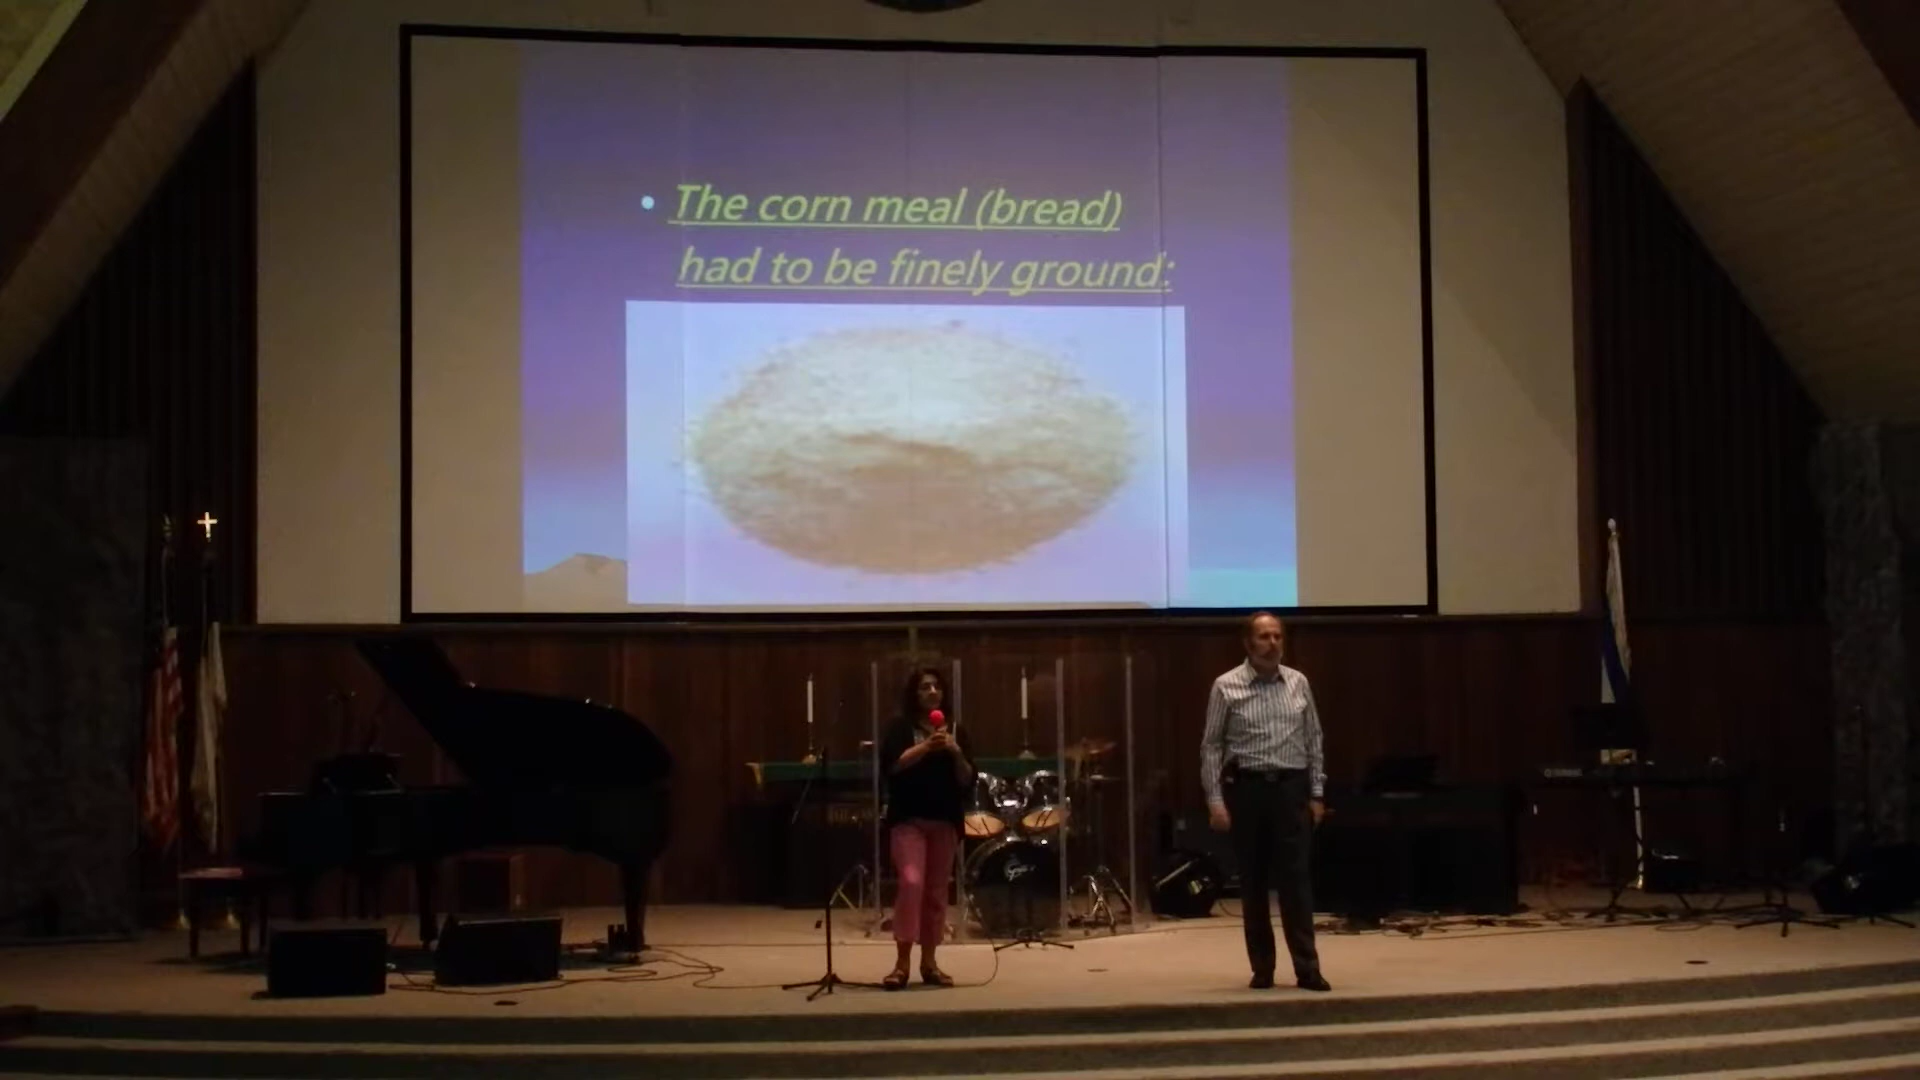 • The corn meal (bread)
had to be finely ground: